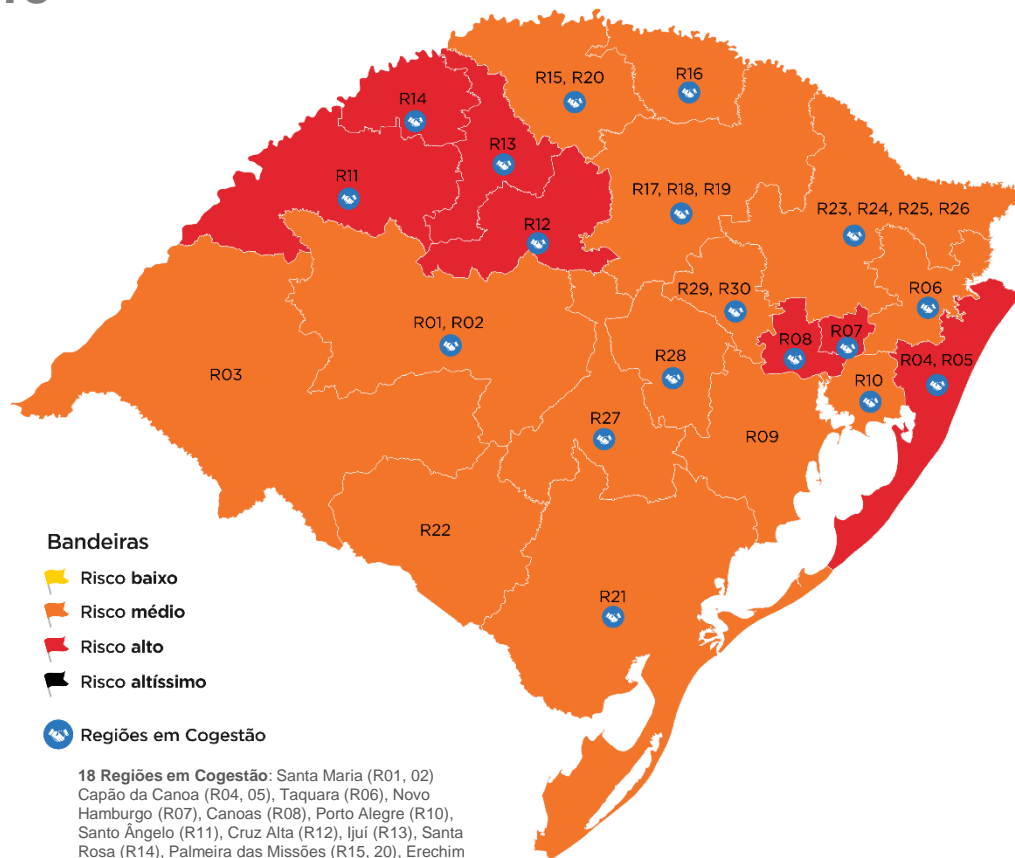 R14
R15, R20
R16
R13
R11
R17, R18, R19
R12
R23, R24, R25, R26
R29, R30
R06
R01, R02
R08
R07
R28
R04, R05
R03
R10
R27
R09
R22
R21
Bandeiras
Risco baixo
Risco médio
Risco alto
Risco altíssimo
Regiões em Cogestão
18 Regiões em Cogestão: Santa Maria (R01, 02)
Capão da Canoa (R04, 05), Taquara (R06), Novo
Hamburgo (R07), Canoas (R08), Porto Alegre (R10),
Santo Ângelo (R11), Cruz Alta (R12), Ijuí (R13), Santa
Rosa (R14), Palmeira das Missões (R15, 20), Erechim